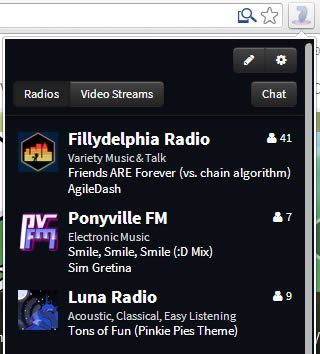 Radios
Video Streams
Chat
Fillydelphia Radio
41
Variety Music & Talk
Friends ARE Forever (vs. chain algorithm)
AgileDash
PV
FM
Ponyville FM
7
Electronic Music
Smile, Smile, Smile (:D Mix)
Sim Gretina
Luna Radio
9
Acoustic, Classical, Easy Listening
Tons of Fun (Pinkie Pies Theme)